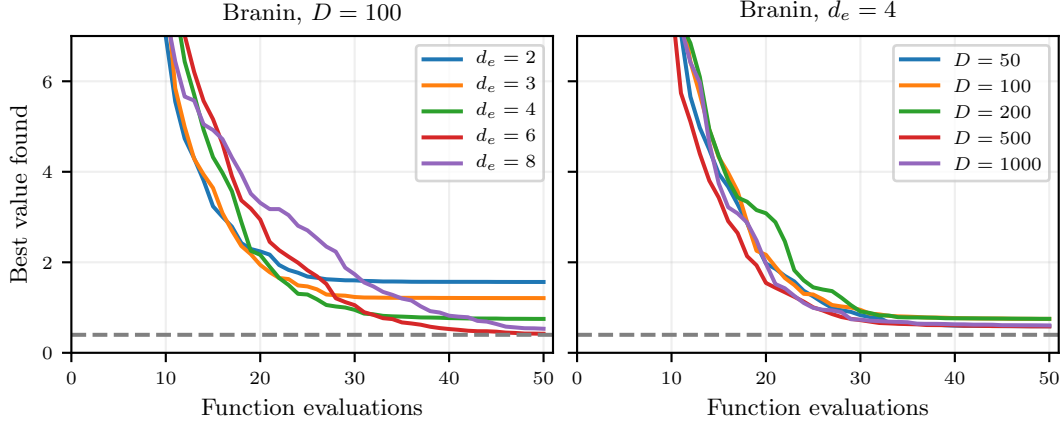 Branin, $D = 100$
Best value found
6
4
2
0
0
10
20
30
40
50
Function evaluations
$d_e = 2$
$d_e = 3$
$d_e = 4$
$d_e = 6$
$d_e = 8$
Branin, $d_e = 4$
0
10
20
30
40
50
Function evaluations
$D = 50$
$D = 100$
$D = 200$
$D = 500$
$D = 1000$